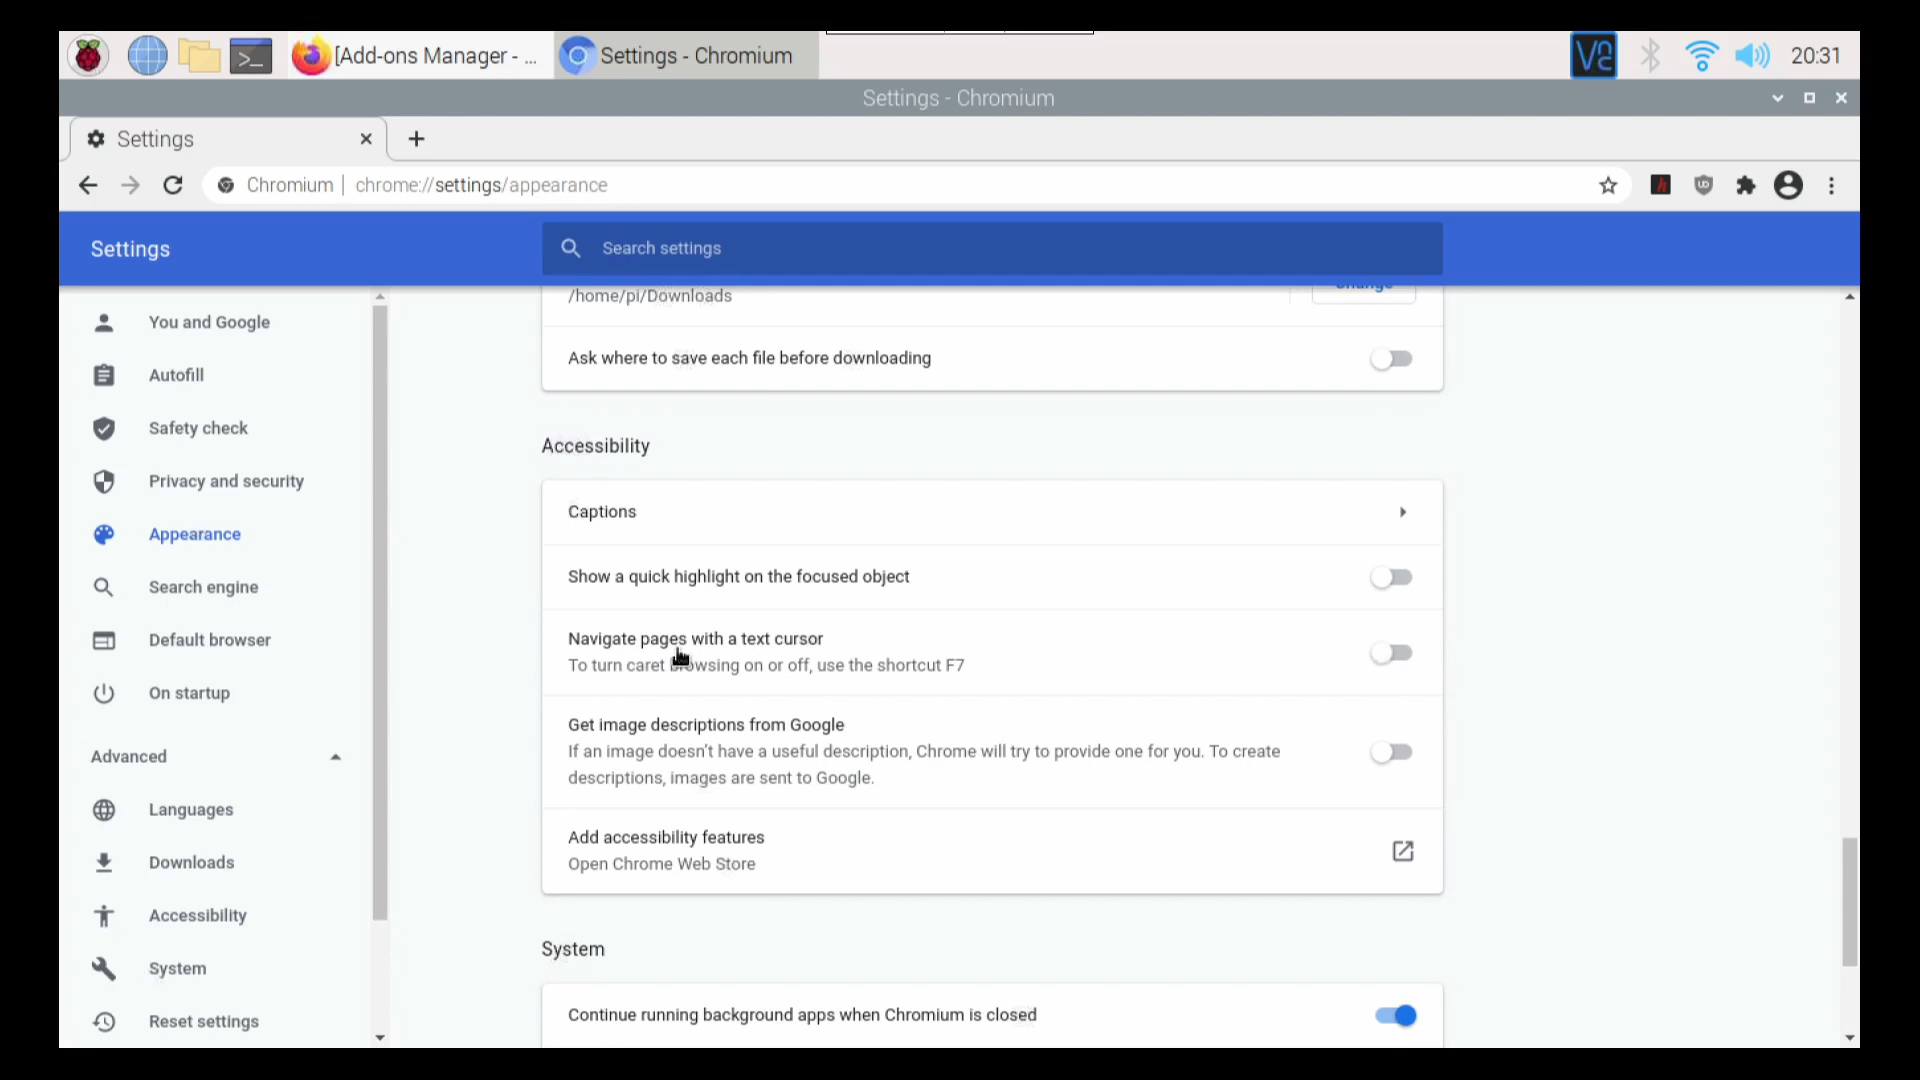 [Add-ons Manager - ...
Settings - Chromium
20:31
Settings - Chromium
Settings
Chromium | chrome://settings/appearance
Settings
Search settings
You and Google
Autofill
Safety check
Privacy and security
Appearance
Search engine
Default browser
On startup
Advanced
Languages
Downloads
Accessibility
System
Reset settings
/home/pi/Downloads
Change
Ask where to save each file before downloading
Accessibility
Captions
Show a quick highlight on the focused object
Navigate pages with a text cursor
To turn caret browsing on or off, use the shortcut F7
Get image descriptions from Google
If an image doesn't have a useful description, Chrome will try to provide one for you. To create
descriptions, images are sent to Google.
Add accessibility features
Open Chrome Web Store
System
Continue running background apps when Chromium is closed